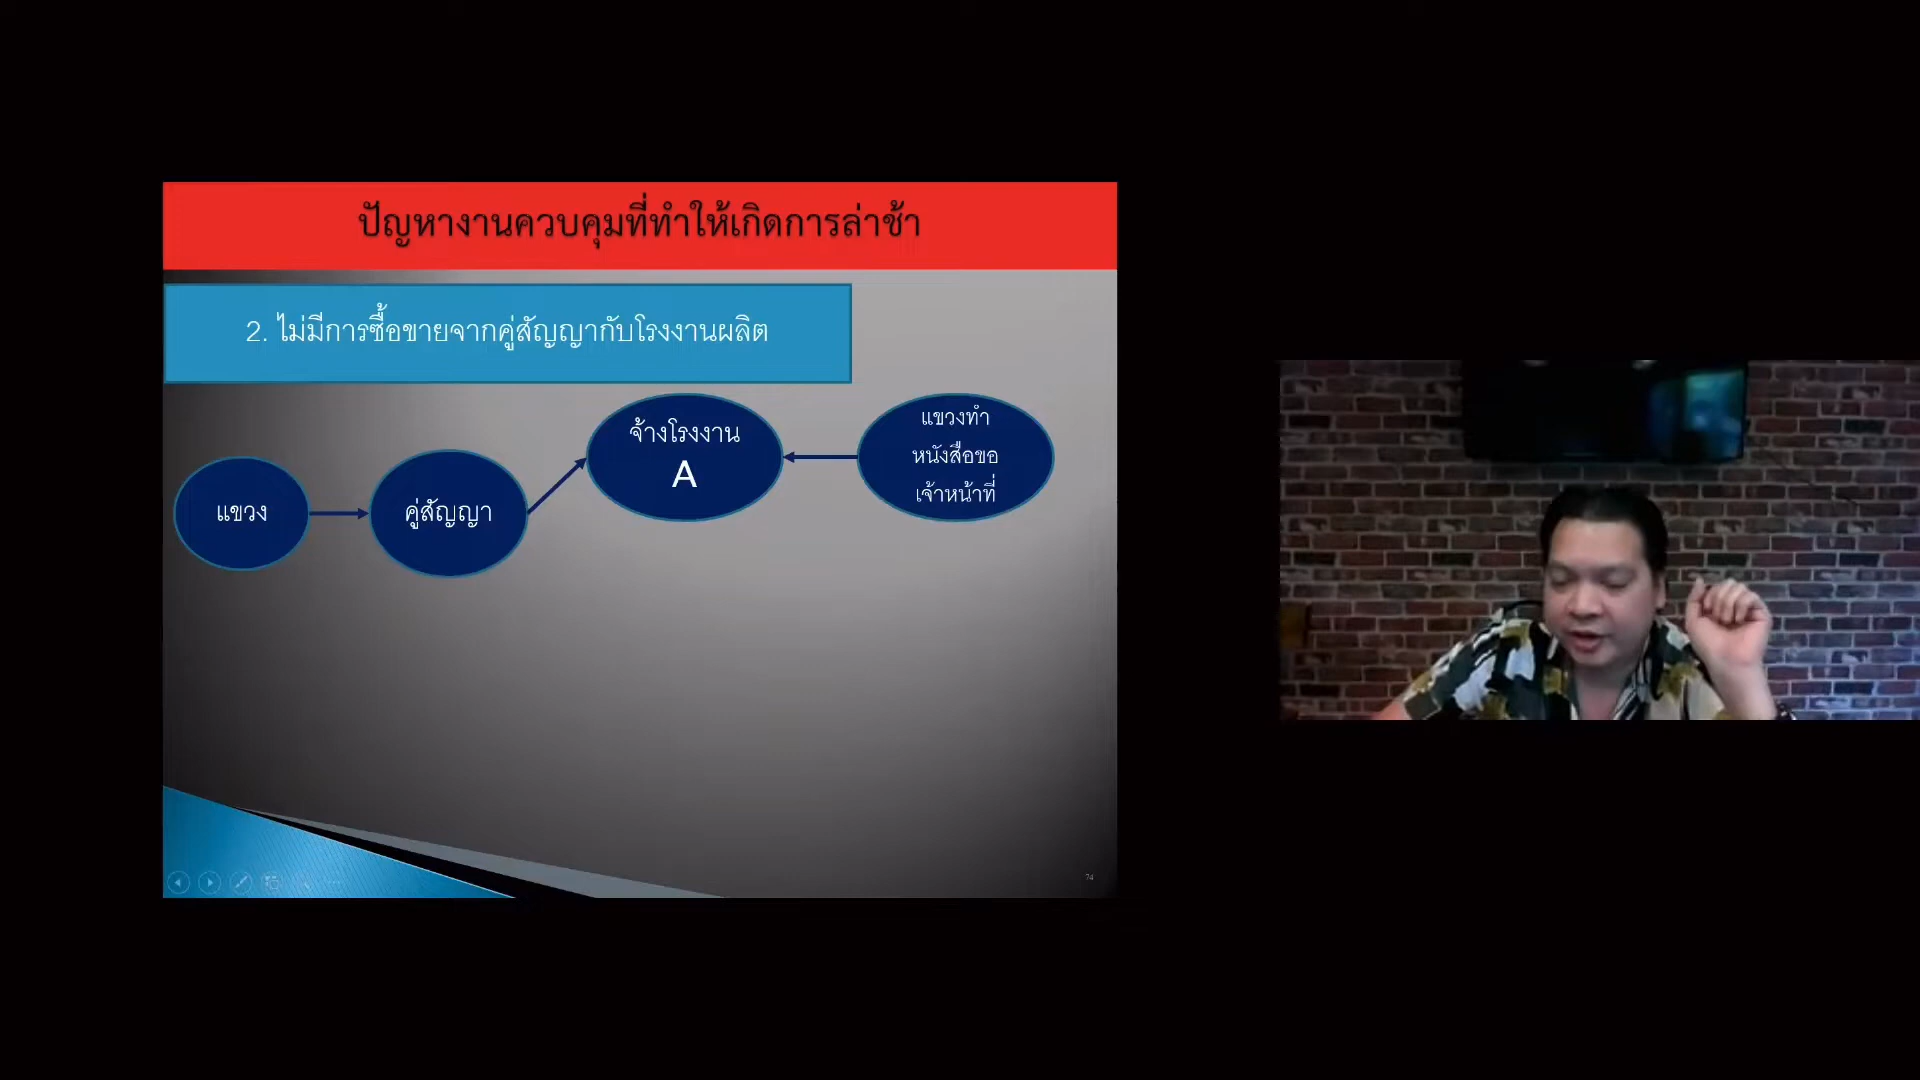 ปัญหางานควบคุมที่ทำให้เกิดการล่าช้า
2. ไม่มีการซื้อขายจากคู่สัญญากับโรงงานผลิต
แขวง
คู่สัญญา
จ้างโรงงาน
A
แขวงทำ
หนังสือขอ
เจ้าหน้าที่
74